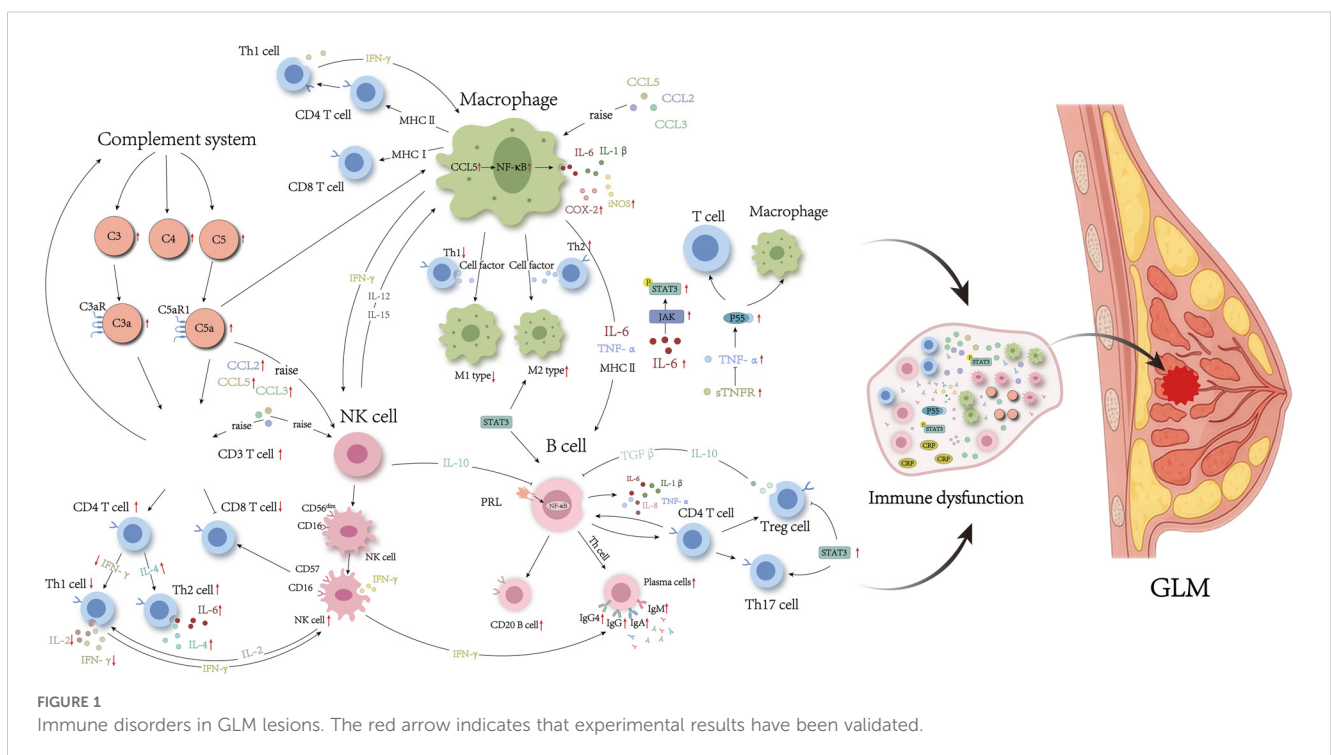 Th1 cell
IFN-γ
CD4 T cell
MHC II
CD8 T cell
MHC I
Macrophage
CCL5↑
NF-κB↑
IL-6
IL-1 β
COX-2↑
iNOS↑
raise
CCL5
CCL2
CCL3
Complement system
C3
↑
C4
↑
C5
↑
C3aR
C3a
↑
C5aR1
C5a
↑
CCL2↑
CCL5↑
CCL3↑
raise
raise
raise
CD3 T cell ↑
IFN-γ
IL-12
IL-15
Th1↓
Cell factor
Cell factor
Th2↑
M1 type↓
M2 type↑
STAT3
IL-6
TNF- α
MHC II
T cell
Macrophage
P
STAT3 ↑
JAK ↑
IL-6 ↑
P55 ↑
TNF- α↑
sTNFR ↑
NK cell
IL-10
CD56dim
CD16
NK cell
CD57
CD16
IFN-γ
NK cell↑
CD4 T cell ↑
CD8 T cell↓
↓IFN-γ
IL-4↑
Th1 cell↓
Th2 cell↑
IL-6↑
IL-4↑
IL-2↓
IFN- γ↓
IL-2
IFN-γ
IFN-γ
B cell
PRL
NF-κB
TGF β
IL-10
IL-6
IL-1 β
IL-8
TNF- α
CD4 T cell
Treg cell
STAT3 ↑
Th17 cell
Th cell
CD20 B cell↑
Plasma cells↑
IgM↑
IgG4↑
IgG↑
IgA↑
P
STAT3
P55
P
STAT3
CRP
CRP
CRP
Immune dysfunction
GLM
FIGURE 1
Immune disorders in GLM lesions. The red arrow indicates that experimental results have been validated.